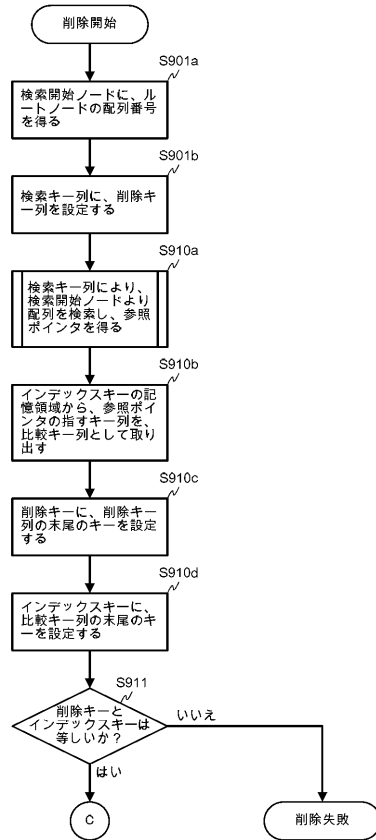 削除開始
S901a
検索開始ノードに、ル
ートノードの配列番号
を得る
S901b
検索キー列に、削除キ
ー列を設定する
S910a
検索キー列により、
検索開始ノードより
配列を検索し、参照
ポインタを得る
S910b
インデックスキーの記
憶領域から、参照ポイ
ンタの指すキー列を、
比較キー列として取り
出す
S910c
削除キーに、削除キー
列の末尾のキーを設定
する
S910d
インデックスキーに、
比較キー列の末尾のキ
ーを設定する
S911
削除キーと
インデックスキーは
等しいか？
いいえ
はい
C
削除失敗